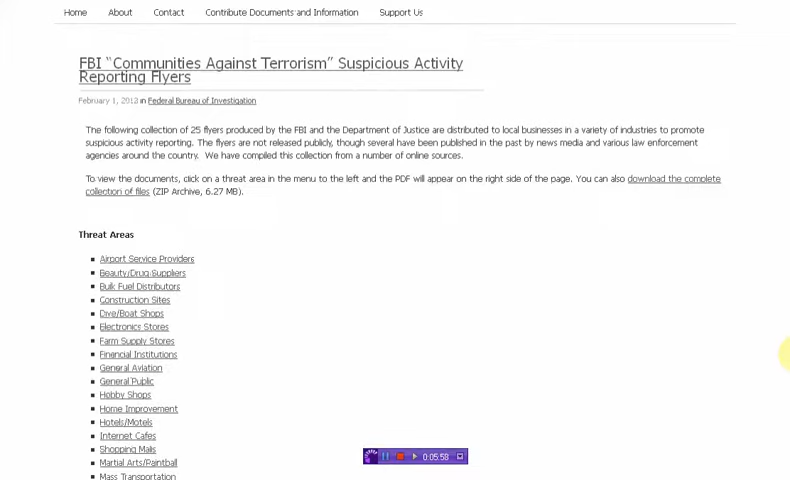 Home About Contact Contribute Documents and Information Support Us
FBI “Communities Against Terrorism” Suspicious Activity
Reporting Flyers
February 1, 2012 in Federal Bureau of Investigation
The following collection of 25 flyers produced by the FBI and the Department of Justice are distributed to local businesses in a variety of industries to promote
suspicious activity reporting. The flyers are not released publicly, though several have been published in the past by news media and various law enforcement
agencies around the country. We have compiled this collection from a number of online sources.
To view the documents, click on a threat area in the menu to the left and the PDF will appear on the right side of the page. You can also download the complete
collection of files (ZIP Archive, 6.27 MB).
Threat Areas
Airport Service Providers
Beauty/Drug Suppliers
Bulk Fuel Distributors
Construction Sites
Dive/Boat Shops
Electronics Stores
Farm Supply Stores
Financial Institutions
General Aviation
General Public
Hobby Shops
Home Improvement
Hotels/Motels
Internet Cafes
Shopping Malls
Martial Arts/Paintball
Mass Transportation
0:05:58